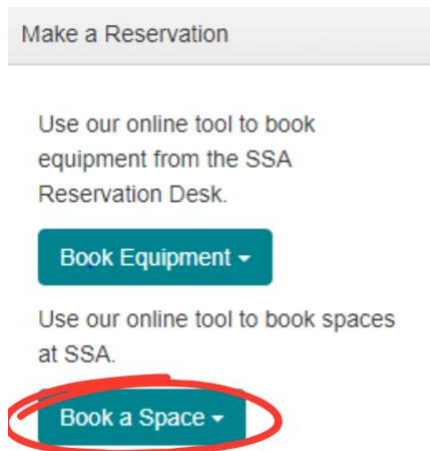 Make a Reservation
Use our online tool to book
equipment from the SSA
Reservation Desk.
Book Equipment
Use our online tool to book spaces
at SSA.
Book a Space